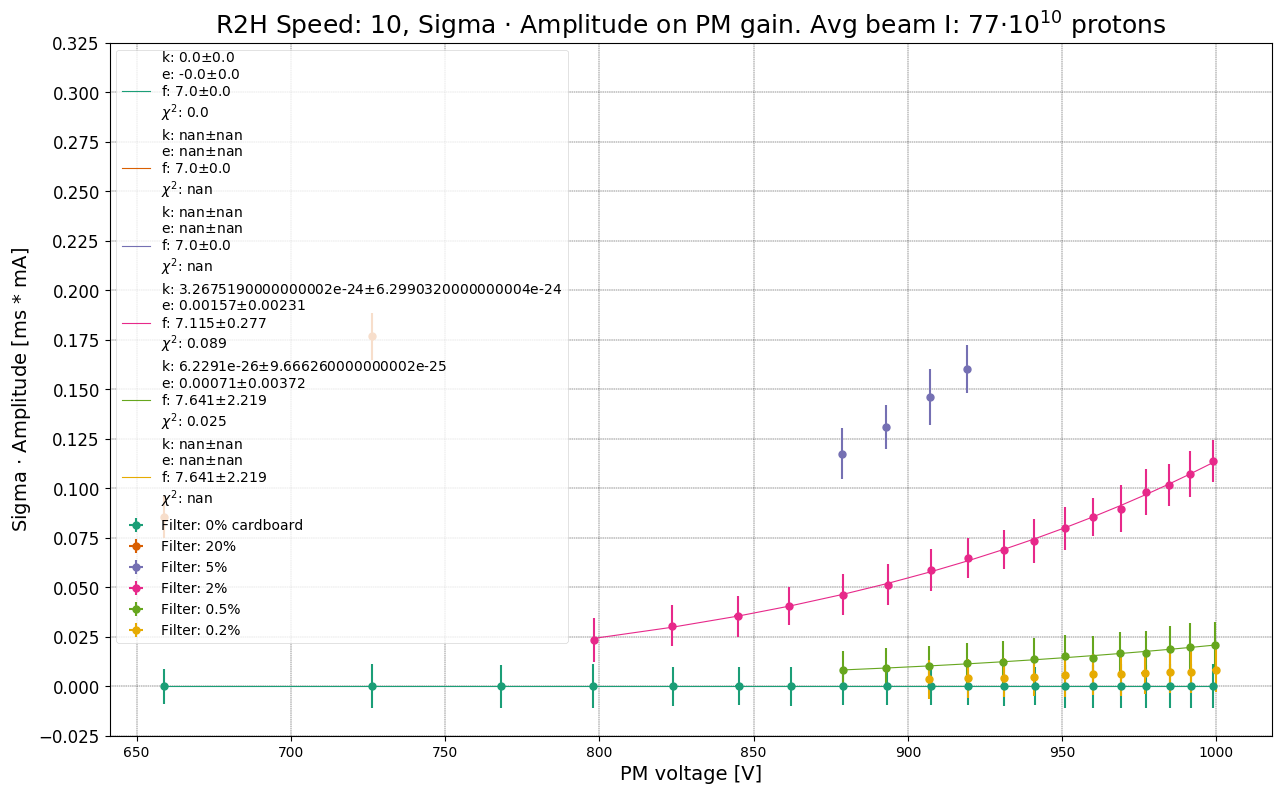 R2H Speed: 10, Sigma · Amplitude on PM gain. Avg beam I: 77·10¹⁰ protons
Sigma · Amplitude [ms * mA]
0.325
0.300
0.275
0.250
0.225
0.200
0.175
0.150
0.125
0.100
0.075
0.050
0.025
0.000
−0.025
k: 0.0±0.0
e: -0.0±0.0
f: 7.0±0.0
χ²: 0.0
k: nan±nan
e: nan±nan
f: 7.0±0.0
χ²: nan
k: nan±nan
e: nan±nan
f: 7.0±0.0
χ²: nan
k: 3.2675190000000002e-24±6.2990320000000004e-24
e: 0.00157±0.00231
f: 7.115±0.277
χ²: 0.089
k: 6.2291e-26±9.666260000000002e-25
e: 0.00071±0.00372
f: 7.641±2.219
χ²: 0.025
k: nan±nan
e: nan±nan
f: 7.641±2.219
χ²: nan
Filter: 0% cardboard
Filter: 20%
Filter: 5%
Filter: 2%
Filter: 0.5%
Filter: 0.2%
650 700 750 800 850 900 950 1000
PM voltage [V]